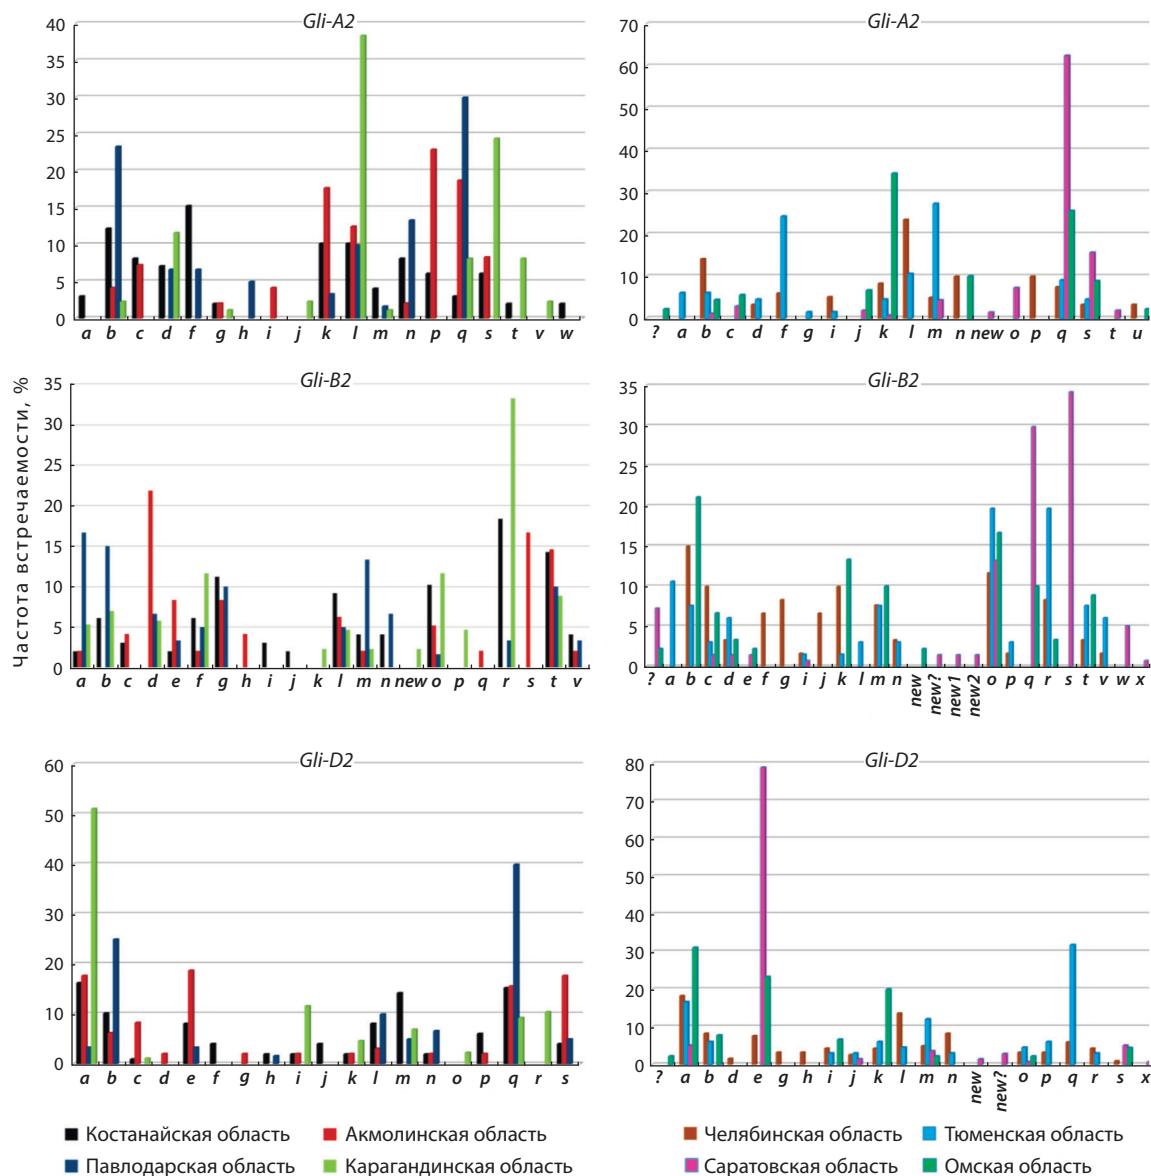 Частота встречаемости, %
Gli-A2
40
35
30
25
20
15
10
5
0
a b c d f g h i j k l m n p q s t v w
Gli-A2
70
60
50
40
30
20
10
0
? a b c d f g i j k l m n new o p q s t u
Gli-B2
35
30
25
20
15
10
5
0
a b c d e f g h i j k l m n new o p q r s t v
Gli-B2
35
30
25
20
15
10
5
0
? a b c d e f g i j k l m n new new? new1 new2 o p q r s t v w x
Gli-D2
60
50
40
30
20
10
0
a b c d e f g h i j k l m n o p q r s
Gli-D2
80
70
60
50
40
30
20
10
0
? a b d e g h i j k l m n new new? o p q r s x
Костанайская область Акмолинская область
Павлодарская область Карагандинская область
Челябинская область Тюменская область
Саратовская область Омская область